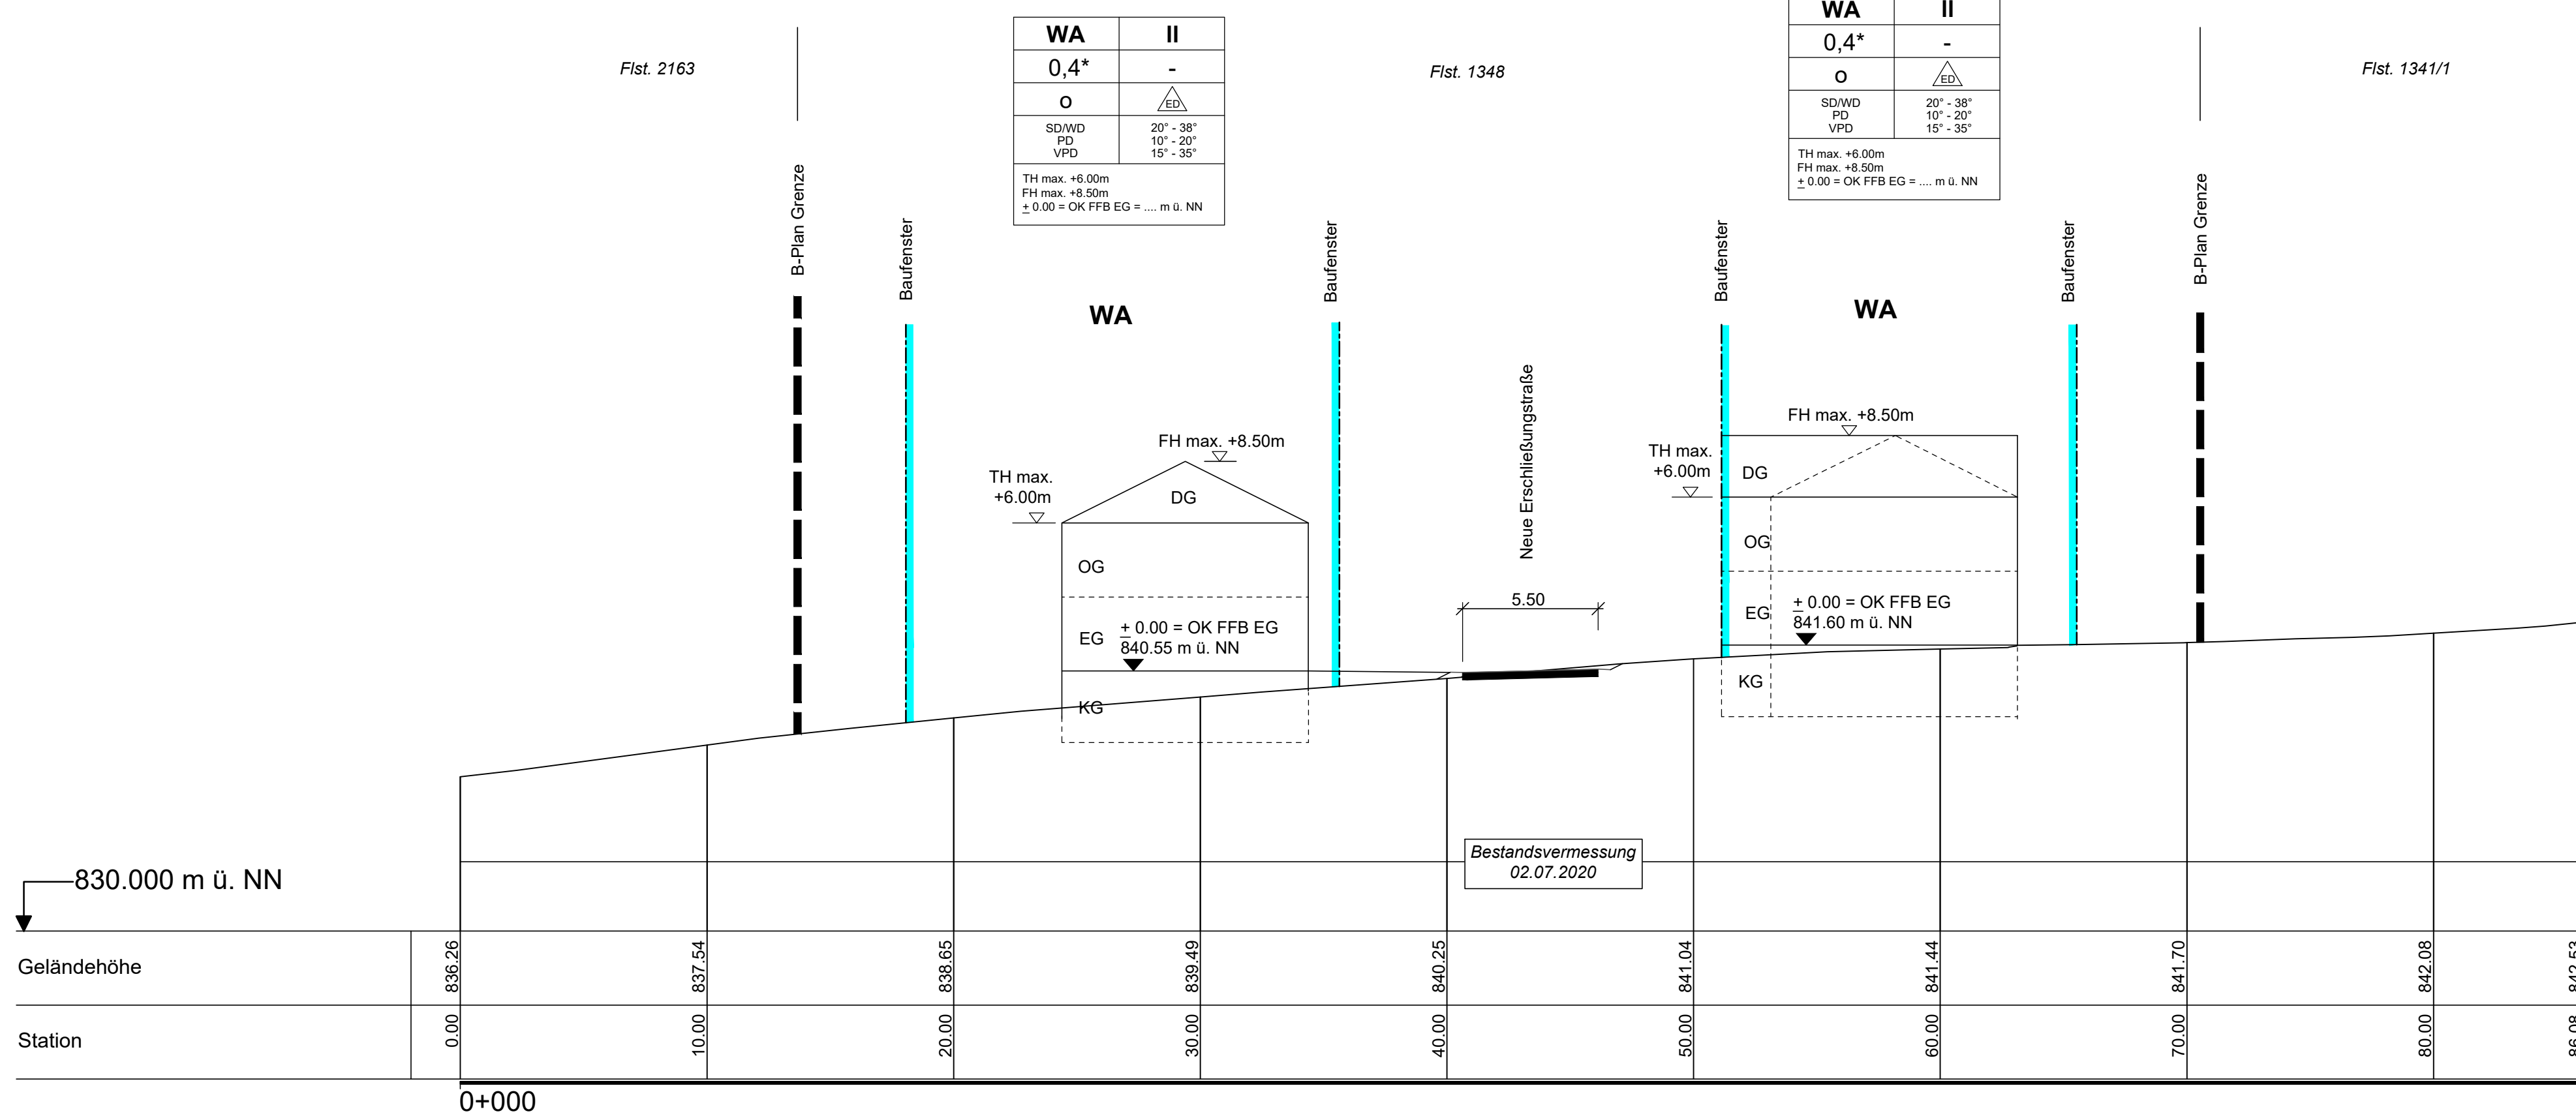 WA II
0,4* -
o ED
SD/WD 20° - 38°
PD 10° - 20°
VPD 15° - 35°
TH max. +6.00m
FH max. +8.50m
± 0.00 = OK FFB EG = .... m ü. NN
WA II
0,4* -
o ED
SD/WD 20° - 38°
PD 10° - 20°
VPD 15° - 35°
TH max. +6.00m
FH max. +8.50m
± 0.00 = OK FFB EG = .... m ü. NN
Flst. 2163
Flst. 1348
Flst. 1341/1
B-Plan Grenze
Baufenster
WA
Baufenster
Neue Erschließungstraße
Baufenster
WA
Baufenster
B-Plan Grenze
FH max. +8.50m
TH max.
+6.00m
DG
OG
EG
± 0.00 = OK FFB EG
840.55 m ü. NN
KG
5.50
FH max. +8.50m
TH max.
+6.00m
DG
OG
EG
± 0.00 = OK FFB EG
841.60 m ü. NN
KG
Bestandsvermessung
02.07.2020
830.000 m ü. NN
Geländehöhe 836.26 837.54 838.65 839.49 840.25 841.04 841.44 841.70 842.08 842.53
Station 0.00 10.00 20.00 30.00 40.00 50.00 60.00 70.00 80.00 86.08
0+000